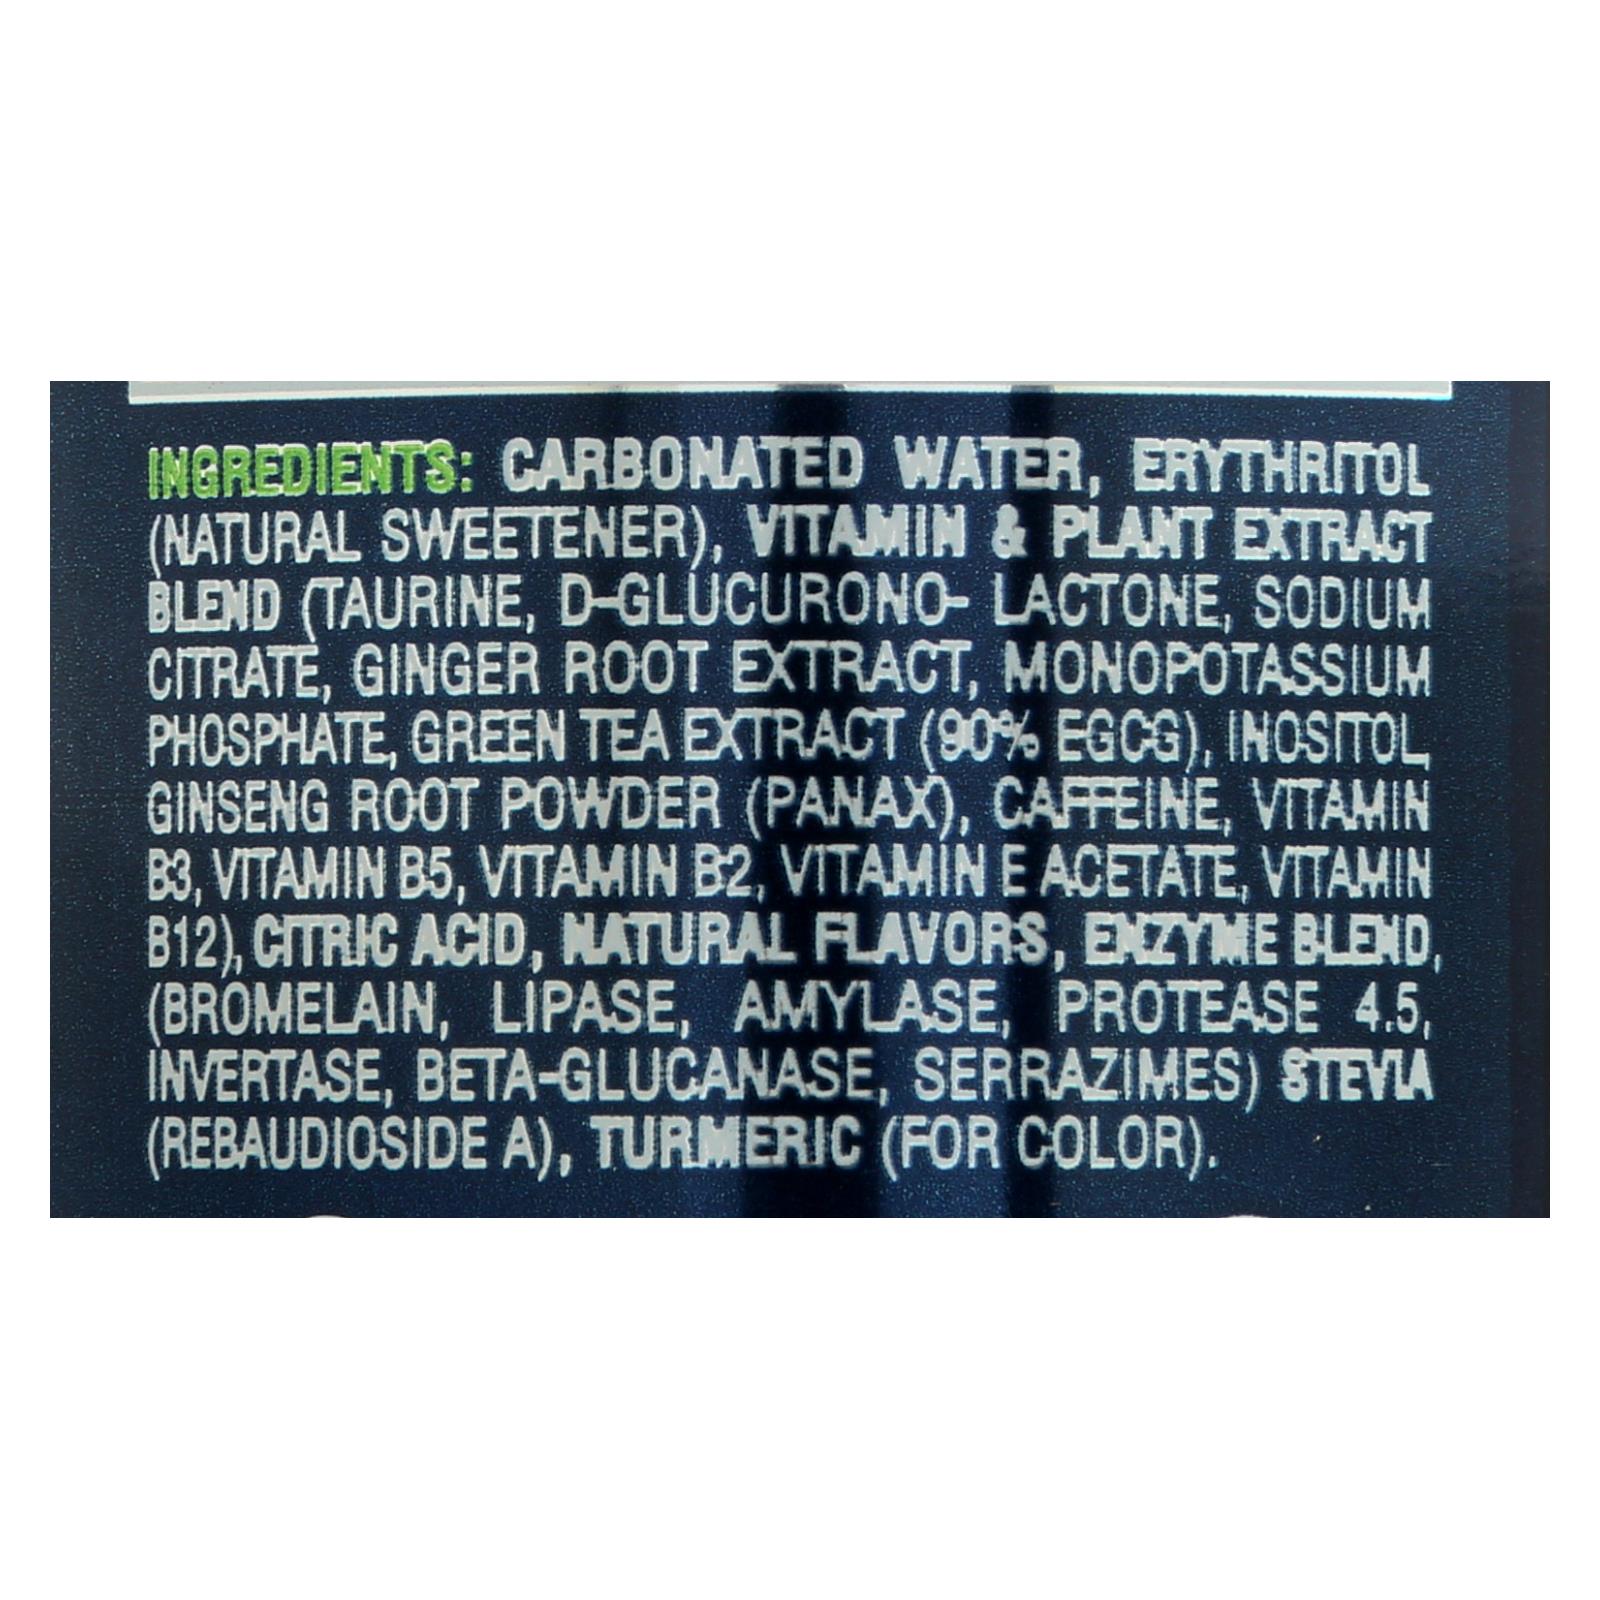 INGREDIENTS: CARBONATED WATER, ERYTHRITOL
(NATURAL SWEETENER), VITAMIN & PLANT EXTRACT
BLEND (TAURINE, D-GLUCURONO- LACTONE, SODIUM
CITRATE, GINGER ROOT EXTRACT, MONOPOTASSIUM
PHOSPHATE, GREEN TEA EXTRACT (90% EGCG), INOSITOL,
GINSENG ROOT POWDER (PANAX), CAFFEINE, VITAMIN
B3, VITAMIN B5, VITAMIN B2, VITAMIN E ACETATE, VITAMIN
B12), CITRIC ACID, NATURAL FLAVORS, ENZYME BLEND,
(BROMELAIN, LIPASE, AMYLASE, PROTEASE 4.5,
INVERTASE, BETA-GLUCANASE, SERRAZIMES) STEVIA
(REBAUDIOSIDE A), TURMERIC (FOR COLOR).